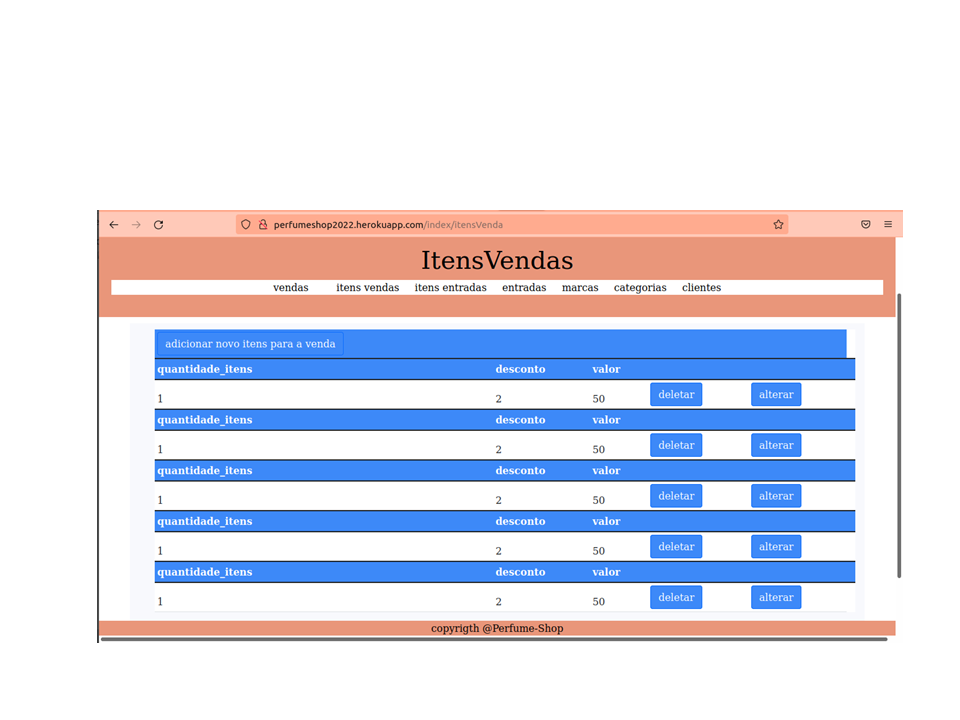 perfumeshop2022.herokuapp.com/index/itensVenda
ItensVendas
vendas itens vendas itens entradas entradas marcas categorias clientes
adicionar novo itens para a venda
quantidade_itens desconto valor
1 2 50 deletar alterar
quantidade_itens desconto valor
1 2 50 deletar alterar
quantidade_itens desconto valor
1 2 50 deletar alterar
quantidade_itens desconto valor
1 2 50 deletar alterar
quantidade_itens desconto valor
1 2 50 deletar alterar
copyrigth @Perfume-Shop